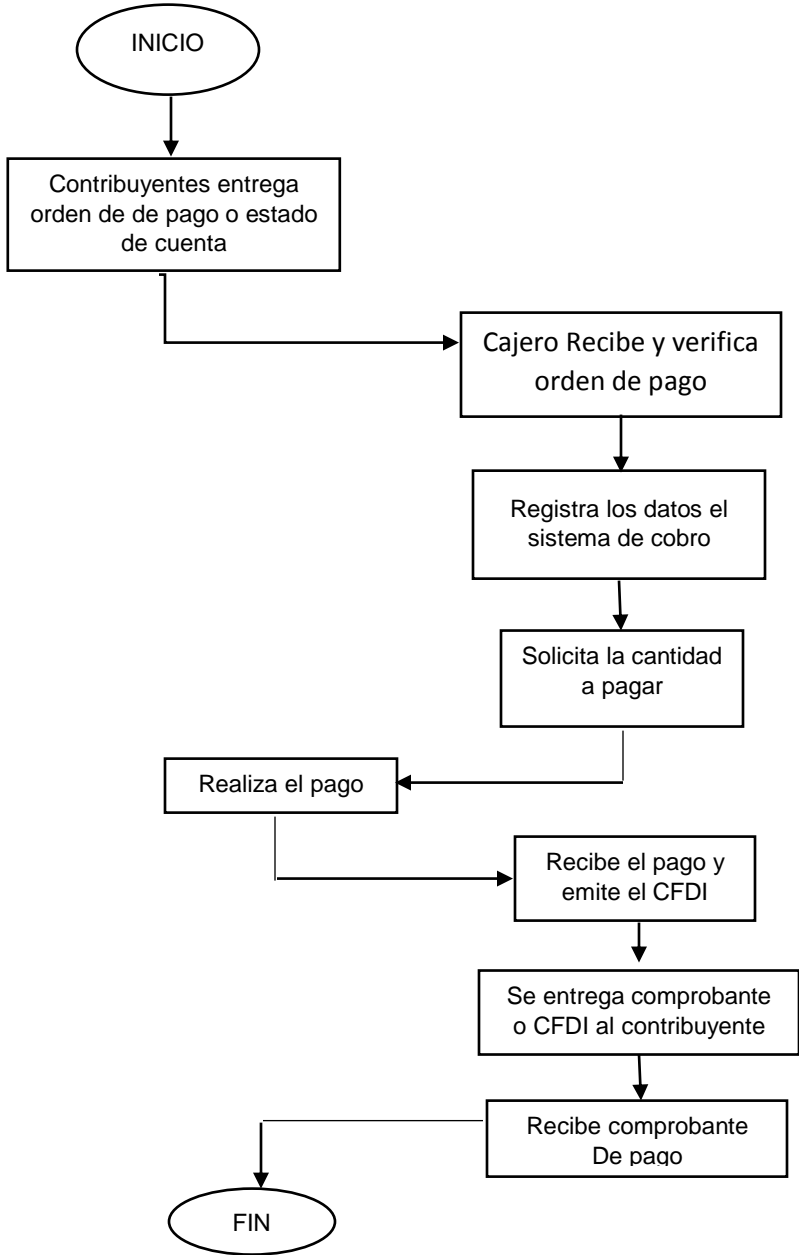 INICIO
Contribuyentes entrega
orden de de pago o estado
de cuenta
Cajero Recibe y verifica
orden de pago
Registra los datos el
sistema de cobro
Solicita la cantidad
a pagar
Realiza el pago
Recibe el pago y
emite el CFDI
Se entrega comprobante
o CFDI al contribuyente
Recibe comprobante
De pago
FIN